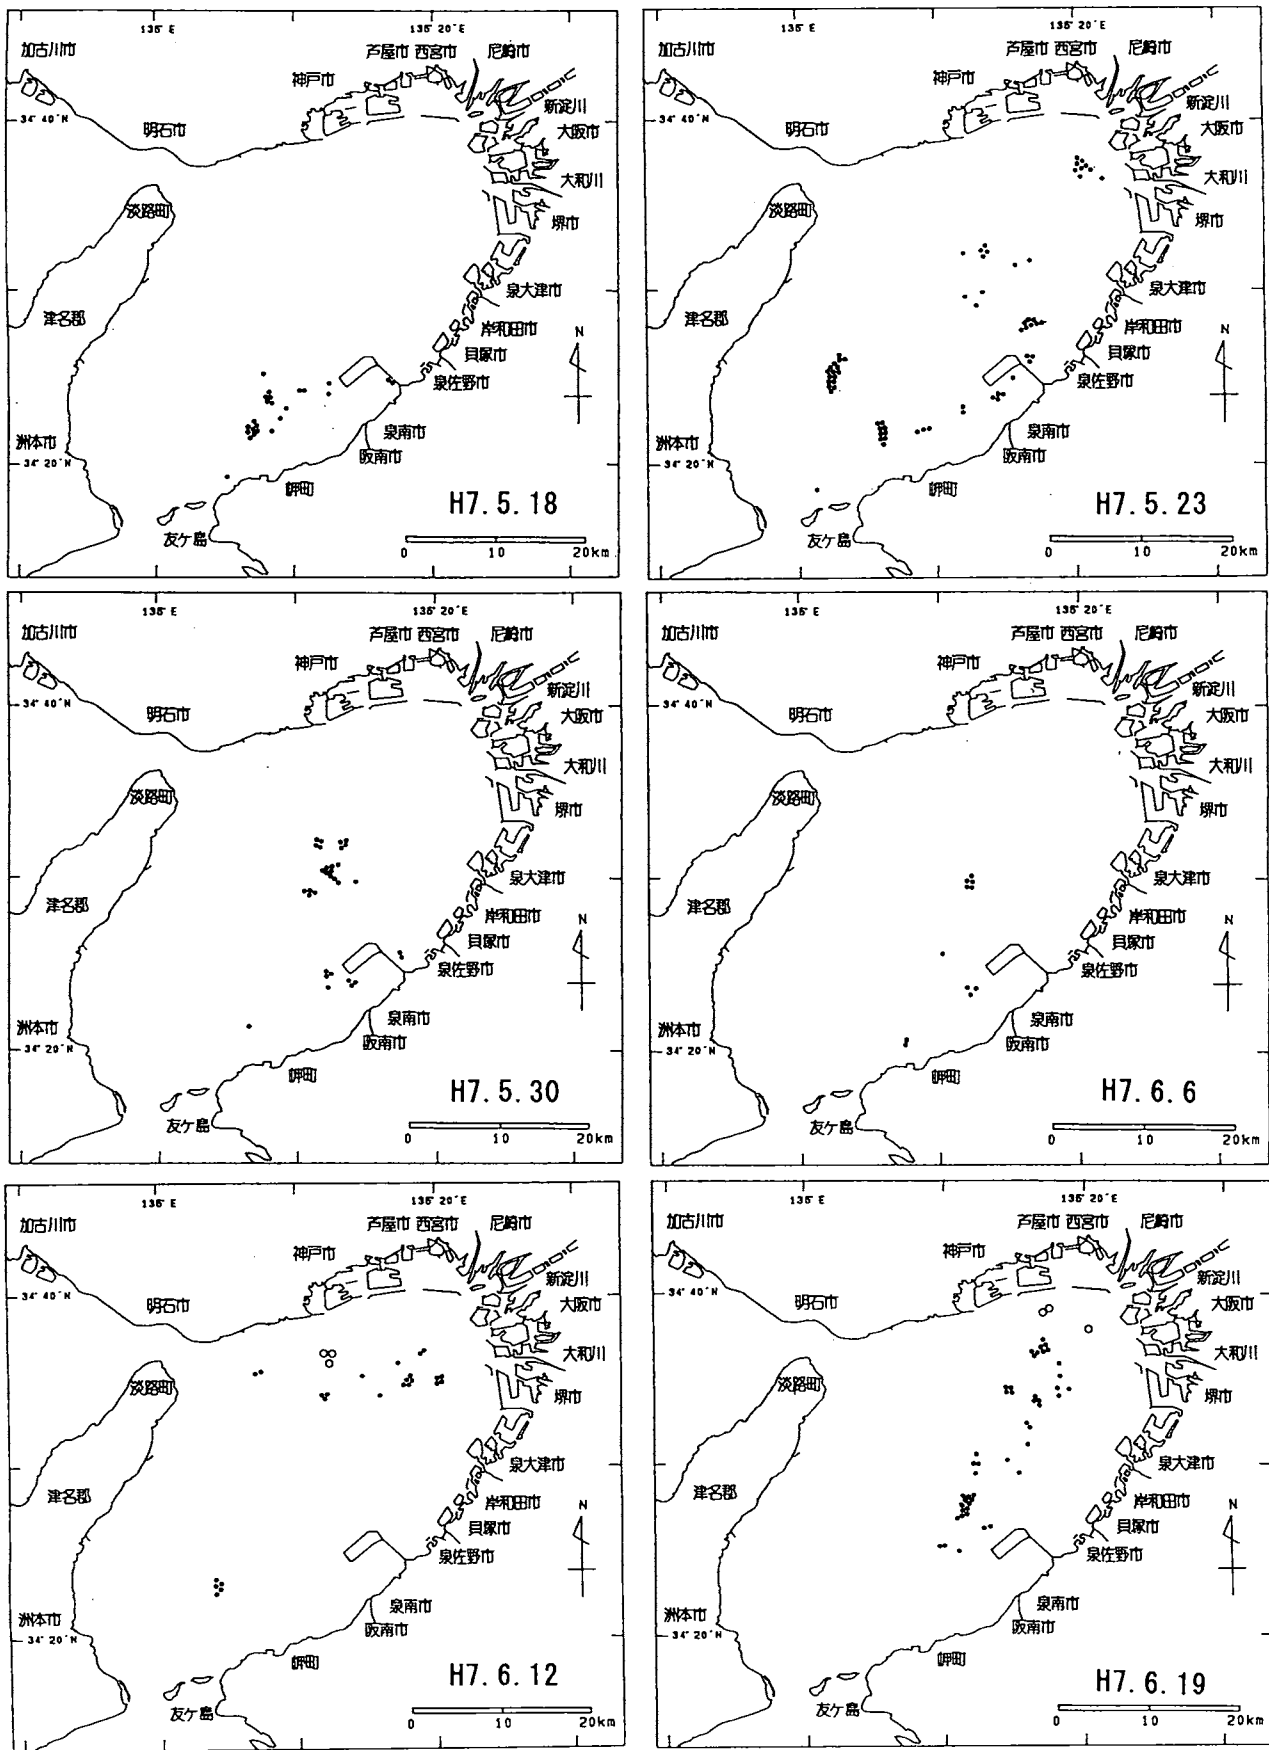 135°E
135°20'E
加古川市
芦屋市 西宮市 尼崎市
神戸市
新淀川
34°40'N
明石市
大阪市
大和川
淡路町
堺市
泉大津市
津名郡
岸和田市
N
貝塚市
泉佐野市
泉南市
洲本市
阪南市
34°20'N
岬町
H7.5.18
友ケ島
0 10 20km
135°E
135°20'E
加古川市
芦屋市 西宮市 尼崎市
神戸市
新淀川
34°40'N
明石市
大阪市
大和川
淡路町
堺市
泉大津市
津名郡
岸和田市
N
貝塚市
泉佐野市
泉南市
洲本市
阪南市
34°20'N
岬町
H7.5.23
友ケ島
0 10 20km
135°E
135°20'E
加古川市
芦屋市 西宮市 尼崎市
神戸市
新淀川
34°40'N
明石市
大阪市
大和川
淡路町
堺市
泉大津市
津名郡
岸和田市
N
貝塚市
泉佐野市
泉南市
洲本市
阪南市
34°20'N
岬町
H7.5.30
友ケ島
0 10 20km
135°E
135°20'E
加古川市
芦屋市 西宮市 尼崎市
神戸市
新淀川
34°40'N
明石市
大阪市
大和川
淡路町
堺市
泉大津市
津名郡
岸和田市
N
貝塚市
泉佐野市
泉南市
洲本市
阪南市
34°20'N
岬町
H7.6.6
友ケ島
0 10 20km
135°E
135°20'E
加古川市
芦屋市 西宮市 尼崎市
神戸市
新淀川
34°40'N
明石市
大阪市
大和川
淡路町
堺市
泉大津市
津名郡
岸和田市
N
貝塚市
泉佐野市
泉南市
洲本市
阪南市
34°20'N
岬町
H7.6.12
友ケ島
0 10 20km
135°E
135°20'E
加古川市
芦屋市 西宮市 尼崎市
神戸市
新淀川
34°40'N
明石市
大阪市
大和川
淡路町
堺市
泉大津市
津名郡
岸和田市
N
貝塚市
泉佐野市
泉南市
洲本市
阪南市
34°20'N
岬町
H7.6.19
友ケ島
0 10 20km